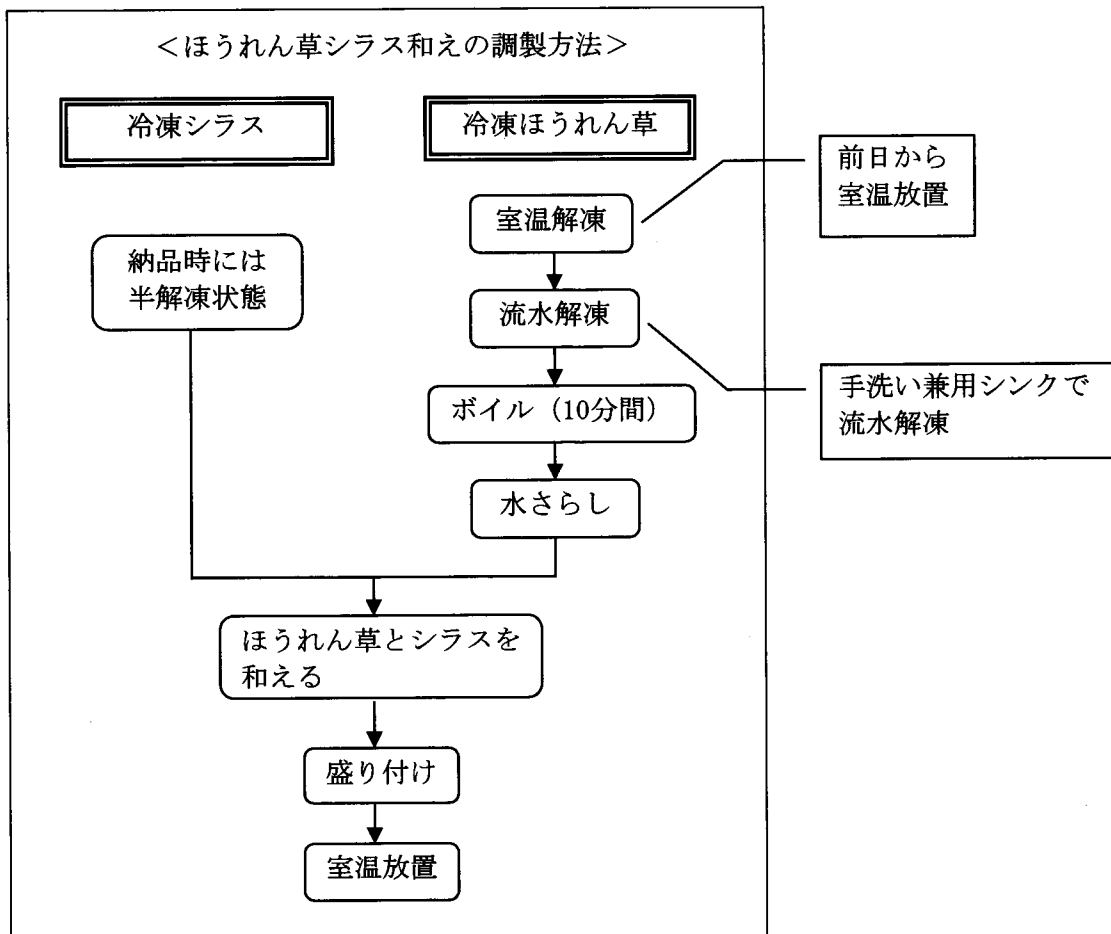 <ほうれん草シラス和えの調製方法>
冷凍シラス
冷凍ほうれん草
前日から
室温放置
室温解凍
納品時には
半解凍状態
流水解凍
手洗い兼用シンクで
流水解凍
ボイル（10分間）
水さらし
ほうれん草とシラスを
和える
盛り付け
室温放置